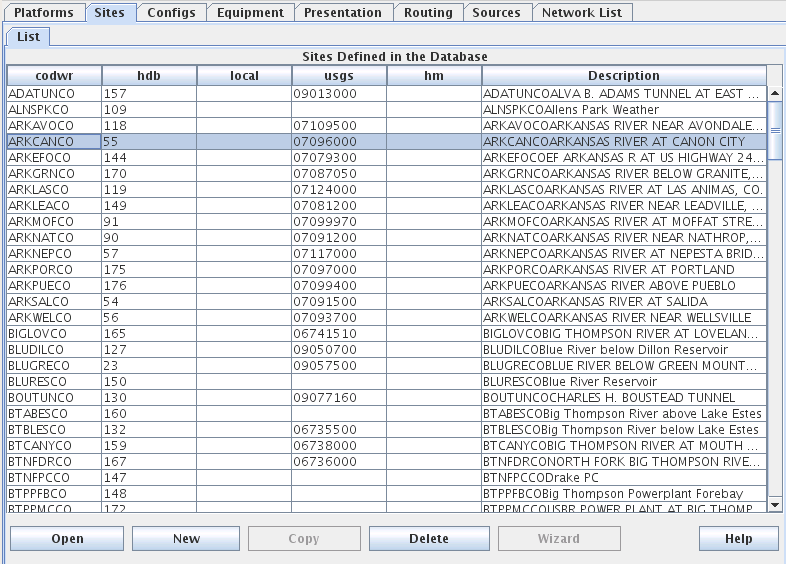 Platforms Sites Configs Equipment Presentation Routing Sources Network List
List
Sites Defined in the Database
codwr hdb local usgs hm Description
ADATUNCO 157 09013000 ADATUNCOALVA B. ADAMS TUNNEL AT EAST ...
ALNSPKCO 109 ALNSPKCOAllens Park Weather
ARKAVOCO 118 07109500 ARKAVOCOARKANSAS RIVER NEAR AVONDALE...
ARKCANCO 55 07096000 ARKCANCOARKANSAS RIVER AT CANON CITY
ARKEFOCO 144 07079300 ARKEFOCOEF ARKANSAS R AT US HIGHWAY 24...
ARKGRNCO 170 07087050 ARKGRNCOARKANSAS RIVER BELOW GRANITE,...
ARKLASCO 119 07124000 ARKLASCOARKANSAS RIVER AT LAS ANIMAS, CO.
ARKLEACO 149 07081200 ARKLEACOARKANSAS RIVER NEAR LEADVILLE, ...
ARKMOFCO 91 07099970 ARKMOFCOARKANSAS RIVER AT MOFFAT STRE...
ARKNATCO 90 07091200 ARKNATCOARKANSAS RIVER NEAR NATHROP,...
ARKNEPCO 57 07117000 ARKNEPCOARKANSAS RIVER AT NEPESTA BRID...
ARKPORCO 175 07097000 ARKPORCOARKANSAS RIVER AT PORTLAND
ARKPUECO 176 07099400 ARKPUECOARKANSAS RIVER ABOVE PUEBLO
ARKSALCO 54 07091500 ARKSALCOARKANSAS RIVER AT SALIDA
ARKWELCO 56 07093700 ARKWELCOARKANSAS RIVER NEAR WELLSVILLE
BIGLOVCO 165 06741510 BIGLOVCOBIG THOMPSON RIVER AT LOVELAN...
BLUDILCO 127 09050700 BLUDILCOBlue River below Dillon Reservoir
BLUGRECO 23 09057500 BLUGRECOBLUE RIVER BELOW GREEN MOUNT...
BLURESCO 150 BLURESCOBlue River Reservoir
BOUTUNCO 130 09077160 BOUTUNCOCHARLES H. BOUSTEAD TUNNEL
BTABESCO 160 BTABESCOBig Thompson River above Lake Estes
BTBLESCO 132 06735500 BTBLESCOBig Thompson River below Lake Estes
BTCANYCO 159 06738000 BTCANYCOBIG THOMPSON RIVER AT MOUTH ...
BTNFDRCO 167 06736000 BTNFDRCONORTH FORK BIG THOMPSON RIVE...
BTNFPCCO 147 BTNFPCCODrake PC
BTPPFBCO 148 BTPPFBCOBig Thompson Powerplant Forebay
BTPPMCCO 172 BTPPMCCOUSBR POWER PLANT AT BIG THOMP...
Open New Copy Delete Wizard Help